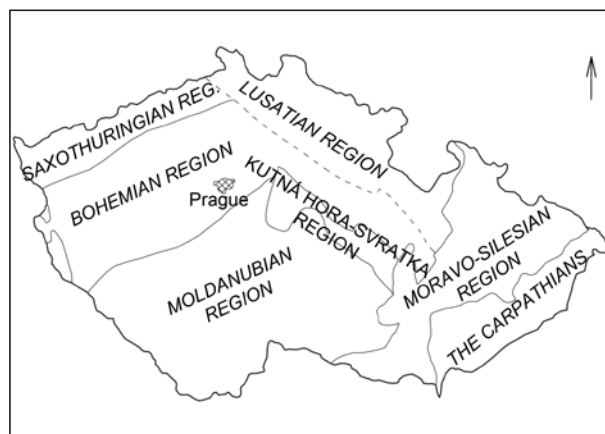 SAXOTHURINGIAN REG.
LUSATIAN REGION
BOHEMIAN REGION
Prague
KUTNÁ HORA-SVRATKA
REGION
MOLDANUBIAN
REGION
MORAVO-SILESIAN
REGION
THE CARPATHIANS